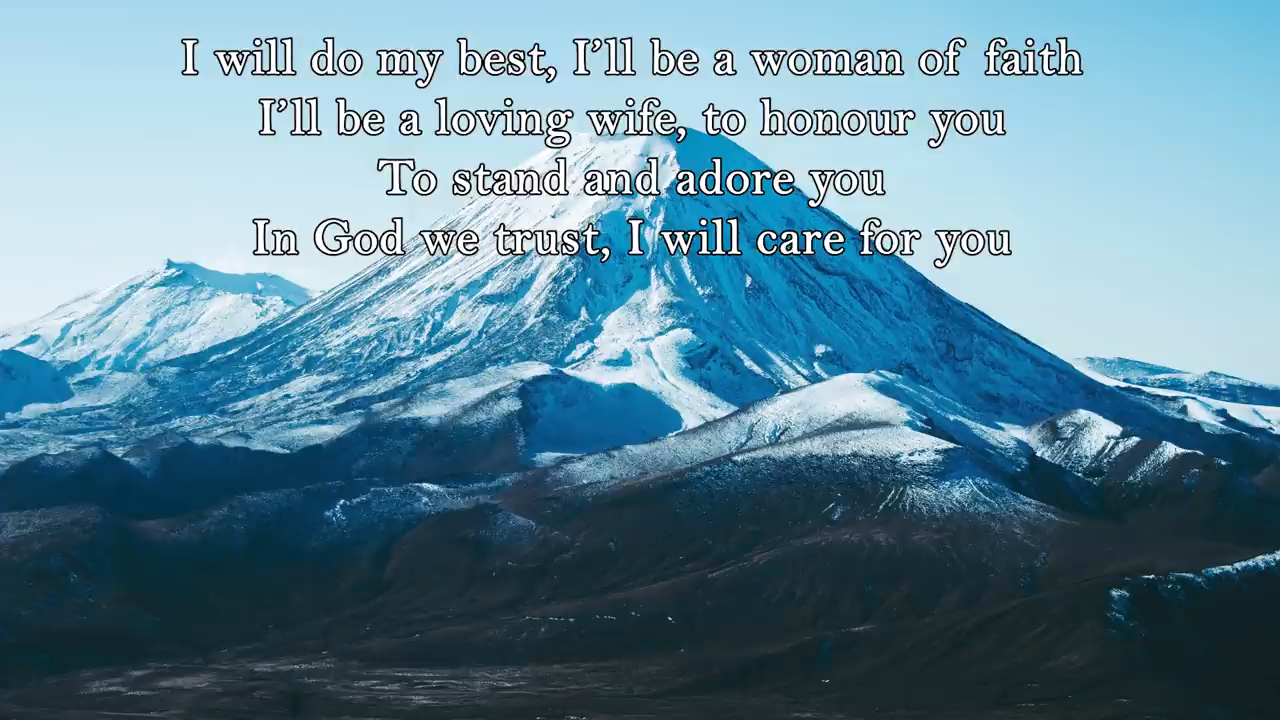 I will do my best, I’ll be a woman of faith
I’ll be a loving wife, to honour you
To stand and adore you
In God we trust, I will care for you